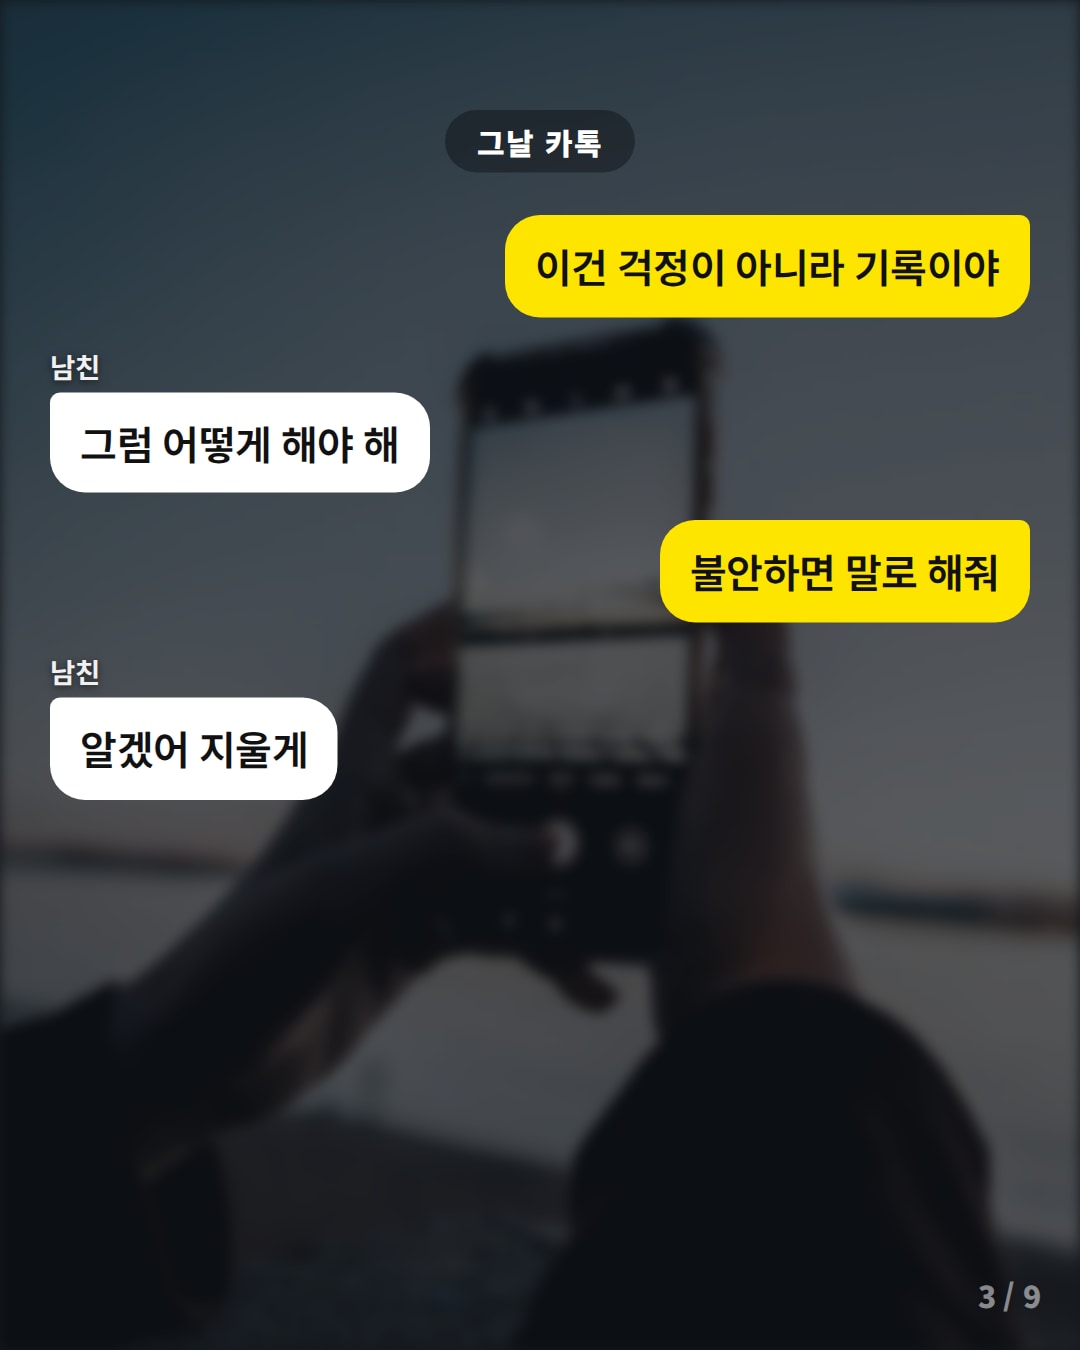 그날 카톡
이건 걱정이 아니라 기록이야
남친
그럼 어떻게 해야 해
불안하면 말로 해줘
남친
알겠어 지울게
3 / 9